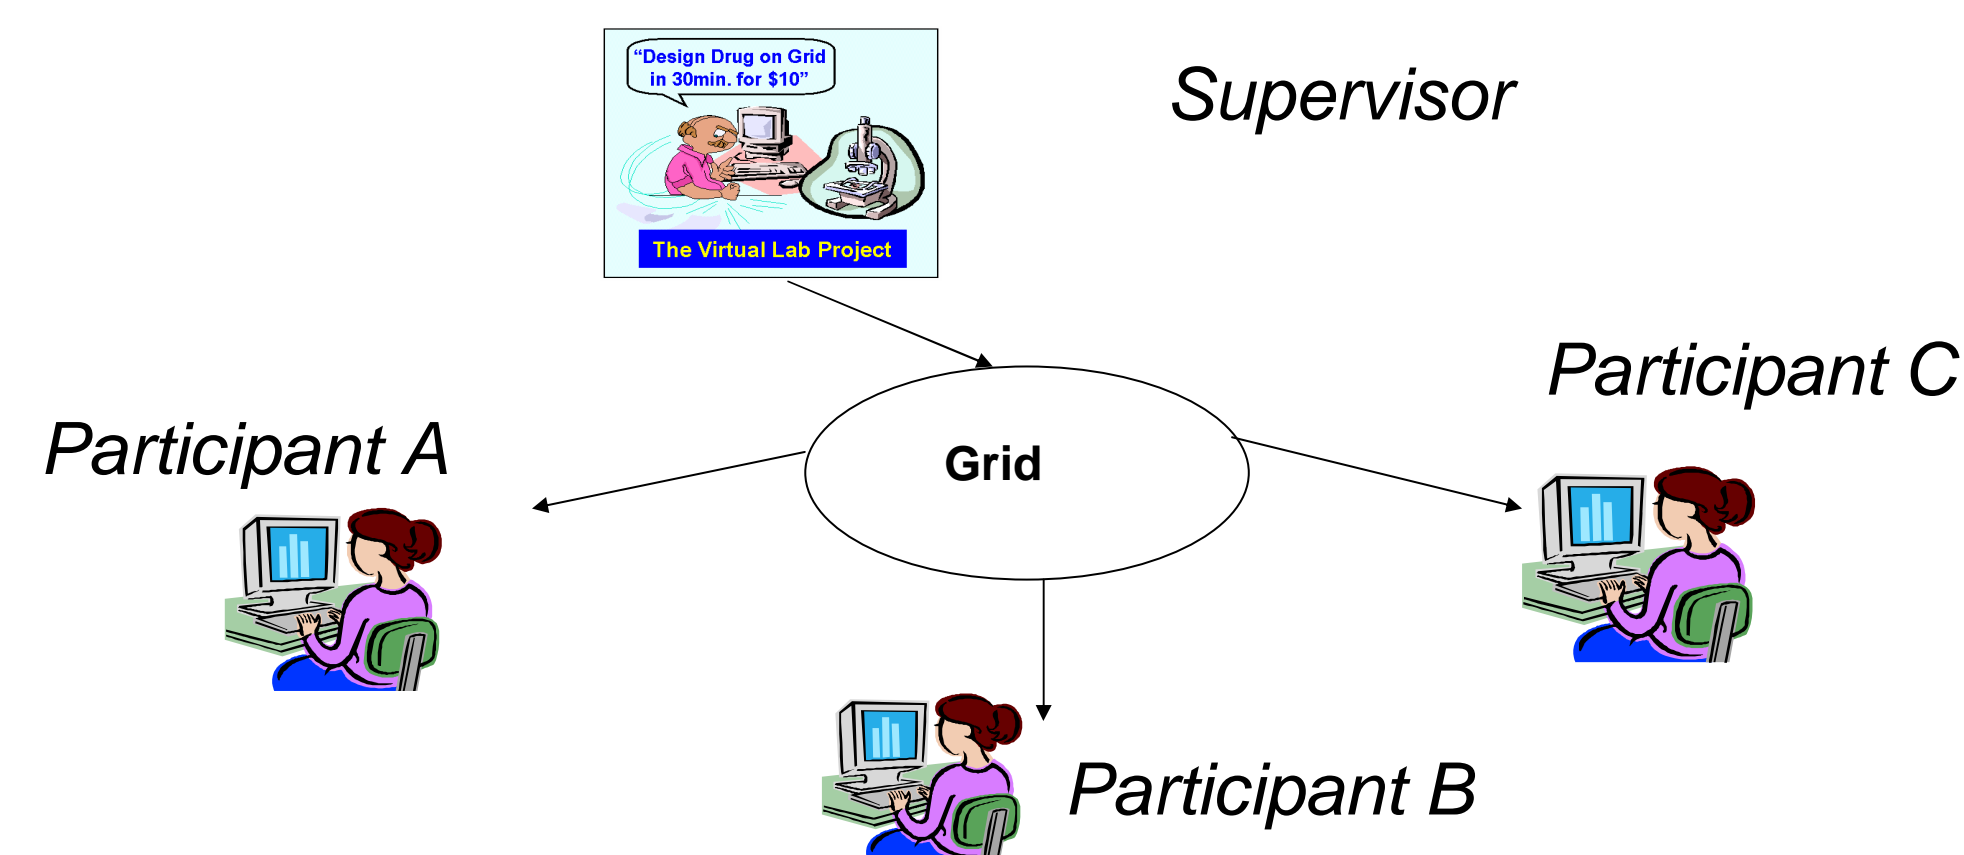 “Design Drug on Grid
in 30min. for $10”
Supervisor
The Virtual Lab Project
Participant C
Participant A
Grid
Participant B